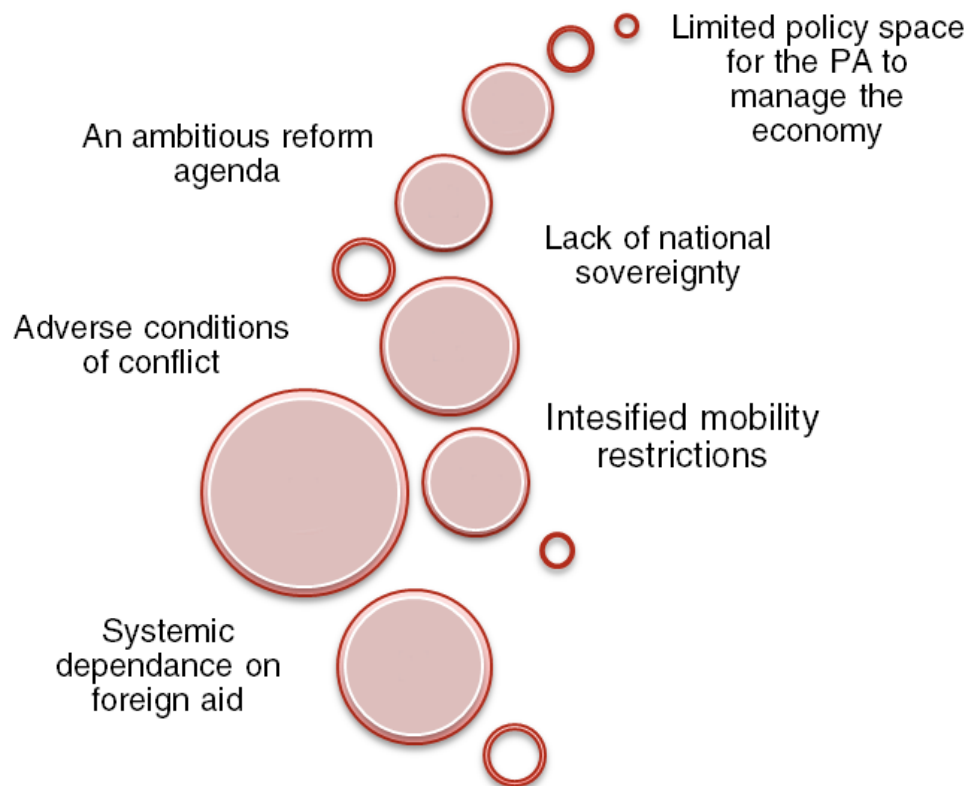 Limited policy space
for the PA to
manage the
economy
An ambitious reform
agenda
Lack of national
sovereignty
Adverse conditions
of conflict
Intesified mobility
restrictions
Systemic
dependance on
foreign aid